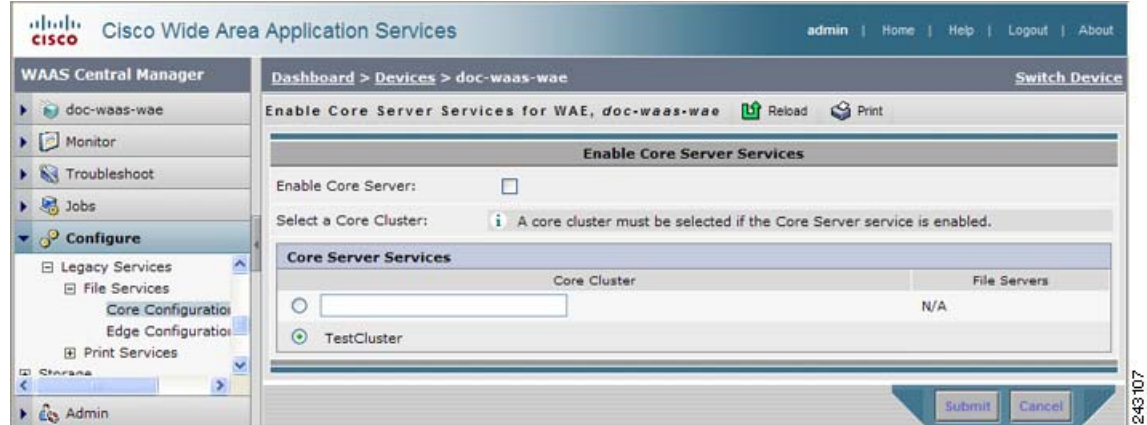 CISCO Cisco Wide Area Application Services admin | Home | Help | Logout | About
WAAS Central Manager
Dashboard > Devices > doc-waas-wae Switch Device
doc-waas-wae
Monitor
Troubleshoot
Jobs
Configure
Legacy Services
File Services
Core Configuratio
Edge Configuratio
Print Services
Storage
Admin
Enable Core Server Services for WAE, doc-waas-wae Reload Print
Enable Core Server Services
Enable Core Server:
Select a Core Cluster: i A core cluster must be selected if the Core Server service is enabled.
Core Server Services
Core Cluster File Servers
N/A
TestCluster
Submit Cancel
243107